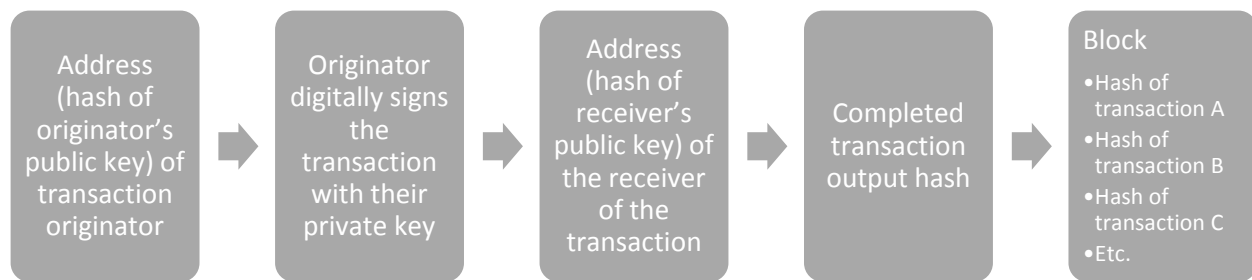 Address
(hash of
originator’s
public key) of
transaction
originator
Originator
digitally signs
the
transaction
with their
private key
Address
(hash of
receiver’s
public key) of
the receiver
of the
transaction
Completed
transaction
output hash
Block
•Hash of
transaction A
•Hash of
transaction B
•Hash of
transaction C
•Etc.